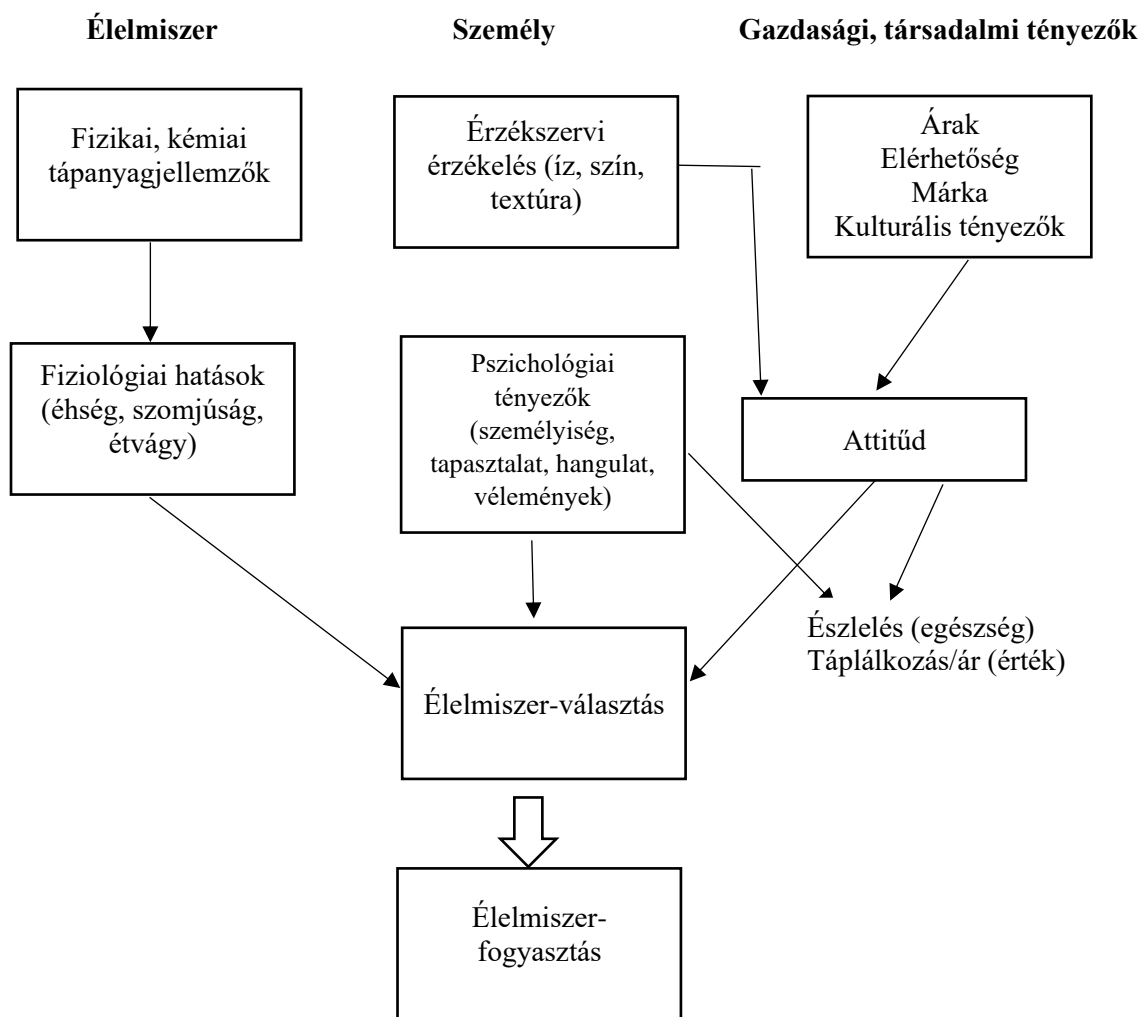 Élelmiszer
Személy
Gazdasági, társadalmi tényezők
Fizikai, kémiai
tápanyagjellemzők
Érzékszervi
érzékelés (íz, szín,
textúra)
Árak
Elérhetőség
Márka
Kulturális tényezők
Fiziológiai hatások
(éhség, szomjúság,
étvágy)
Pszichológiai
tényezők
(személyiség,
tapasztalat, hangulat,
vélemények)
Attitűd
Észlelés (egészség)
Táplálkozás/ár (érték)
Élelmiszer-választás
Élelmiszer-
fogyasztás